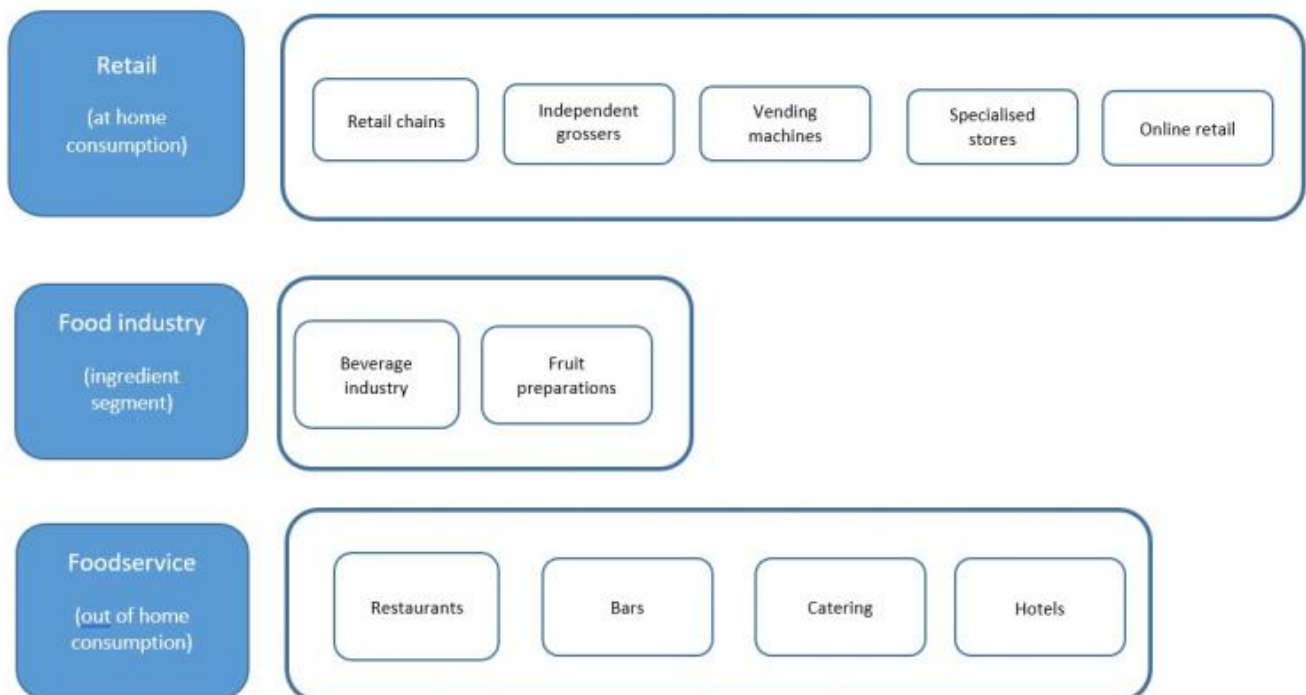 Retail
(at home
consumption)
Retail chains
Independent
grossers
Vending
machines
Specialised
stores
Online retail
Food industry
(ingredient
segment)
Beverage
industry
Fruit
preparations
Foodservice
(out of home
consumption)
Restaurants
Bars
Catering
Hotels